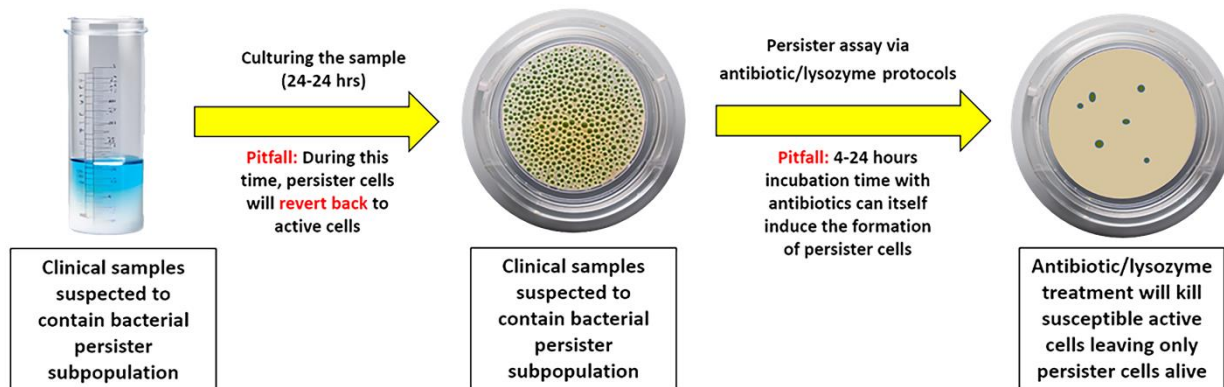 Culturing the sample
(24-24 hrs)
Pitfall: During this
time, persister cells
will revert back to
active cells
Persister assay via
antibiotic/lysozyme protocols
Pitfall: 4-24 hours
incubation time with
antibiotics can itself
induce the formation
of persister cells
Clinical samples
suspected to
contain bacterial
persister
subpopulation
Clinical samples
suspected to
contain bacterial
persister
subpopulation
Antibiotic/lysozyme
treatment will kill
susceptible active
cells leaving only
persister cells alive